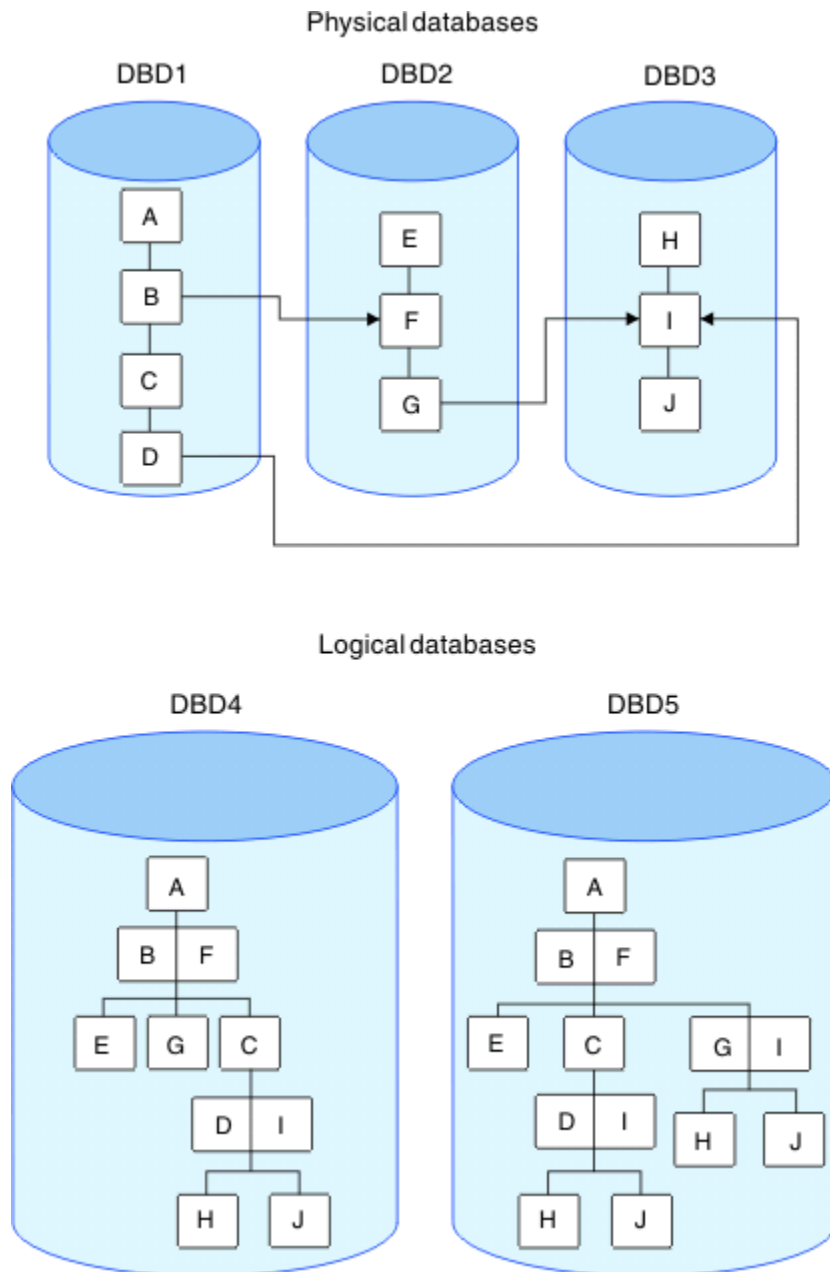 Physical databases
DBD1 DBD2 DBD3
A
B
C
D
E
F
G
H
I
J
Logical databases
DBD4 DBD5
A
B F
E G C
D I
H J
A
B F
E C G I
D I H J
H J